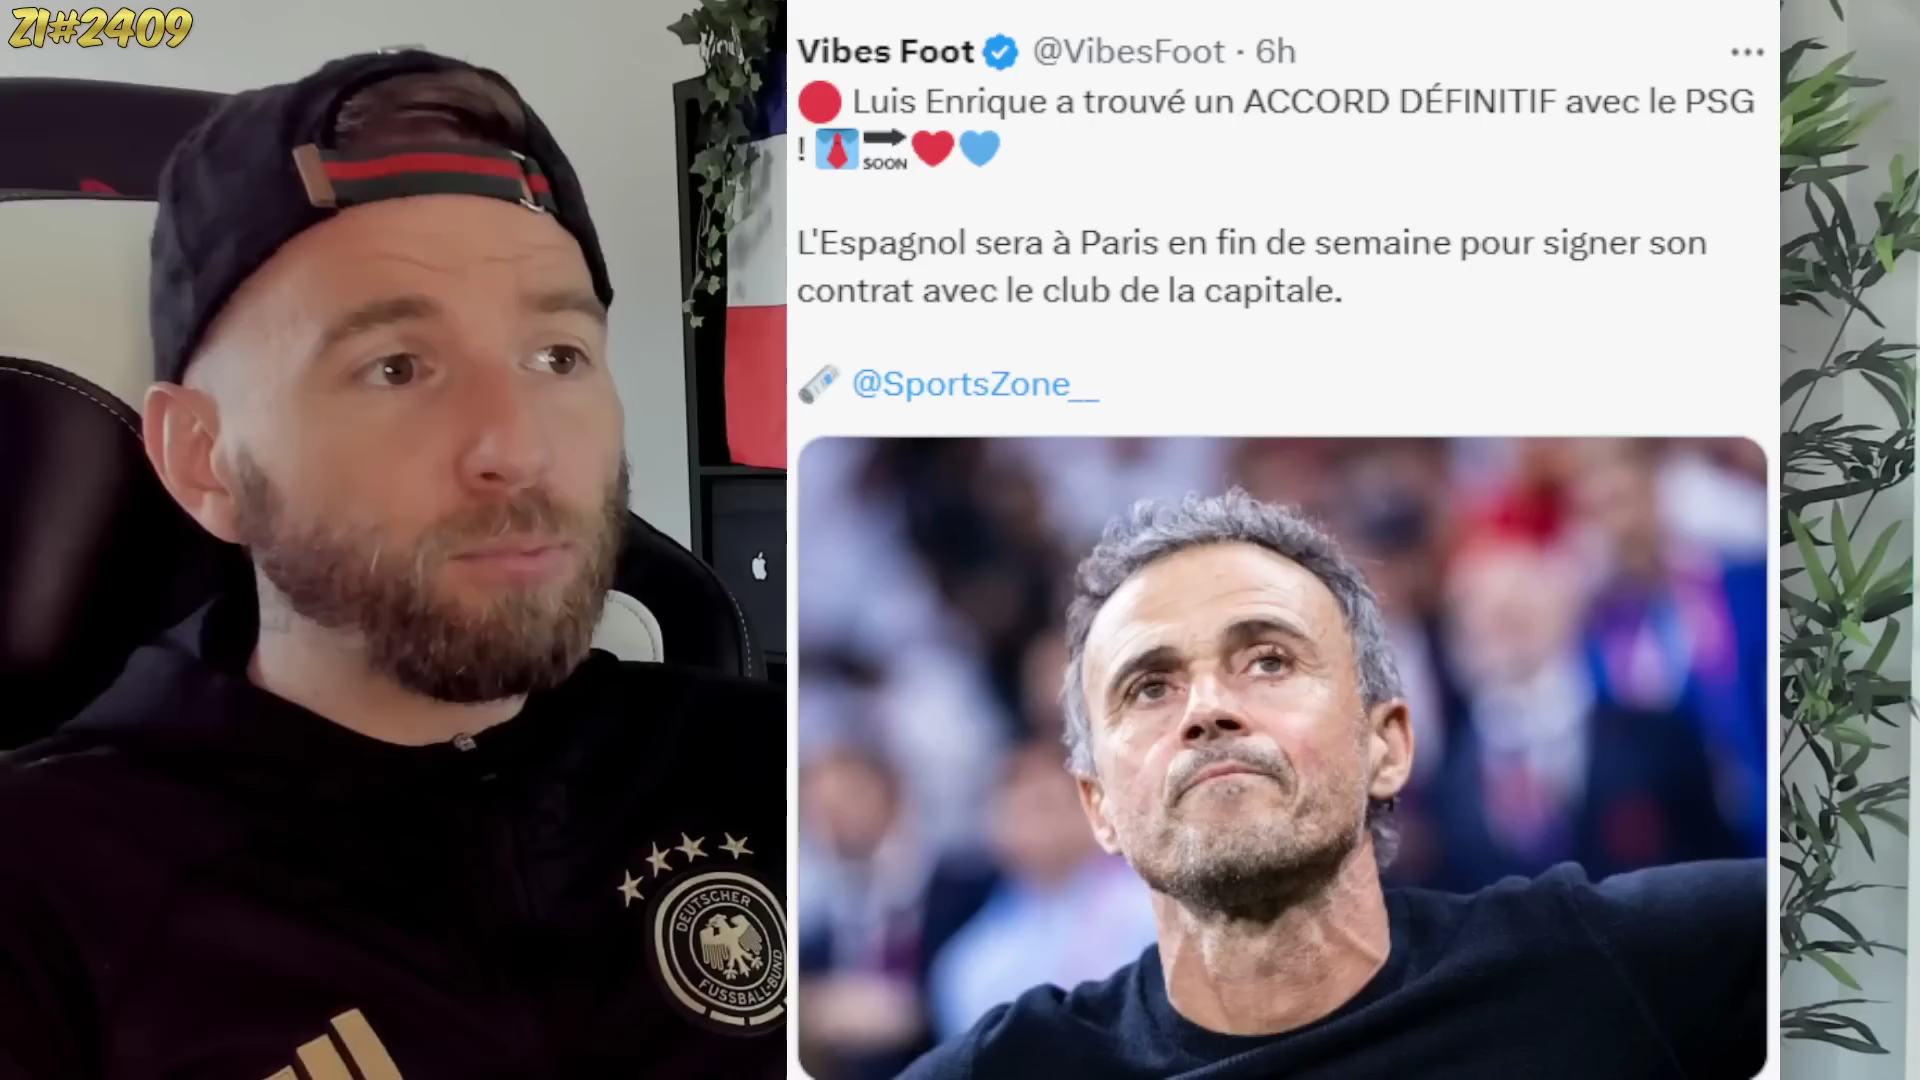 ZI#2409
Vibes Foot @VibesFoot · 6h
Luis Enrique a trouvé un ACCORD DÉFINITIF avec le PSG
! SOON
L'Espagnol sera à Paris en fin de semaine pour signer son
contrat avec le club de la capitale.
@SportsZone__
DEUTSCHER
FUSSBALL-BUND